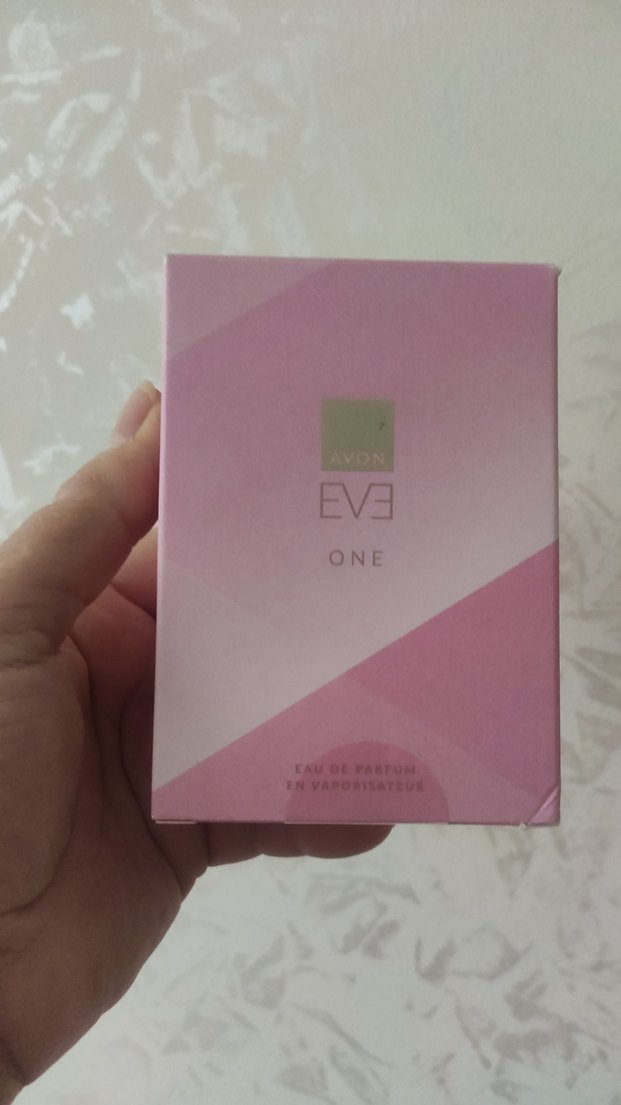 AVON
EVE
ONE
EAU DE PARFUM
EN VAPORISATEUR